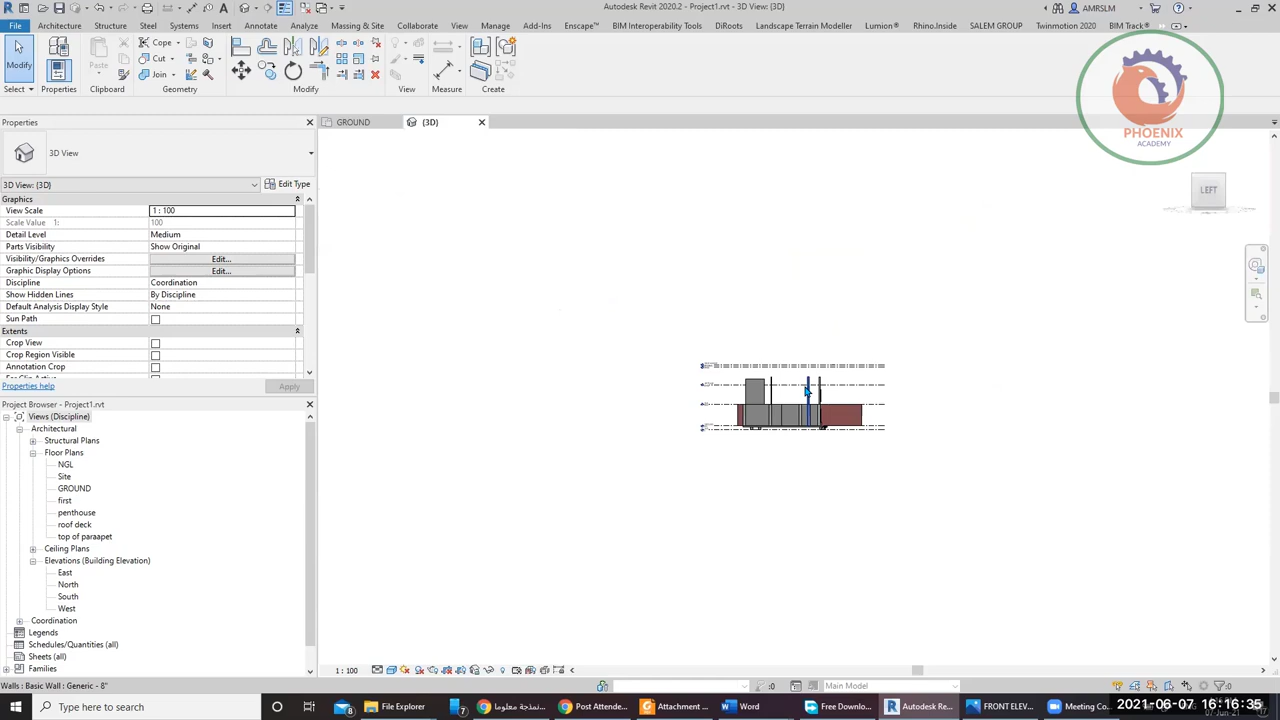 Autodesk Revit 2020.2 - Project1.rvt - 3D View: {3D}
AMRSLM
File Architecture Structure Steel Systems Insert Annotate Analyze Massing & Site Collaborate View Manage Add-Ins Enscape™ BIM Interoperability Tools DiRoots Landscape Terrain Modeller Lumion® Rhino.Inside SALEM GROUP Twinmotion 2020 BIM Track®
Cope
Cut
Join
Modify
Paste
Select Properties Clipboard Geometry Modify View Measure Create
PHOENIX
ACADEMY
Properties
GROUND
{3D}
3D View
3D View: {3D}
Edit Type
LEFT
Graphics
View Scale 1 : 100
Scale Value 1: 100
Detail Level Medium
Parts Visibility Show Original
Visibility/Graphics Overrides Edit...
Graphic Display Options Edit...
Discipline Coordination
Show Hidden Lines By Discipline
Default Analysis Display Style None
Sun Path
Extents
Crop View
Crop Region Visible
Annotation Crop
Properties help
Apply
Project Browser - Project1.rvt
Views (Discipline)
Architectural
Structural Plans
Floor Plans
NGL
Site
GROUND
first
penthouse
roof deck
top of paraapet
Ceiling Plans
Elevations (Building Elevation)
East
North
South
West
Coordination
Legends
Schedules/Quantities (all)
Sheets (all)
Families
1 : 100
Walls : Basic Wall : Generic - 8"
:0
Main Model
:0
Type here to search
File Explorer
Post Attende...
Attachment ...
Word
Free Downlo...
Autodesk Re...
FRONT ELEV...
Meeting Co...
2021-06-07 16:16:35